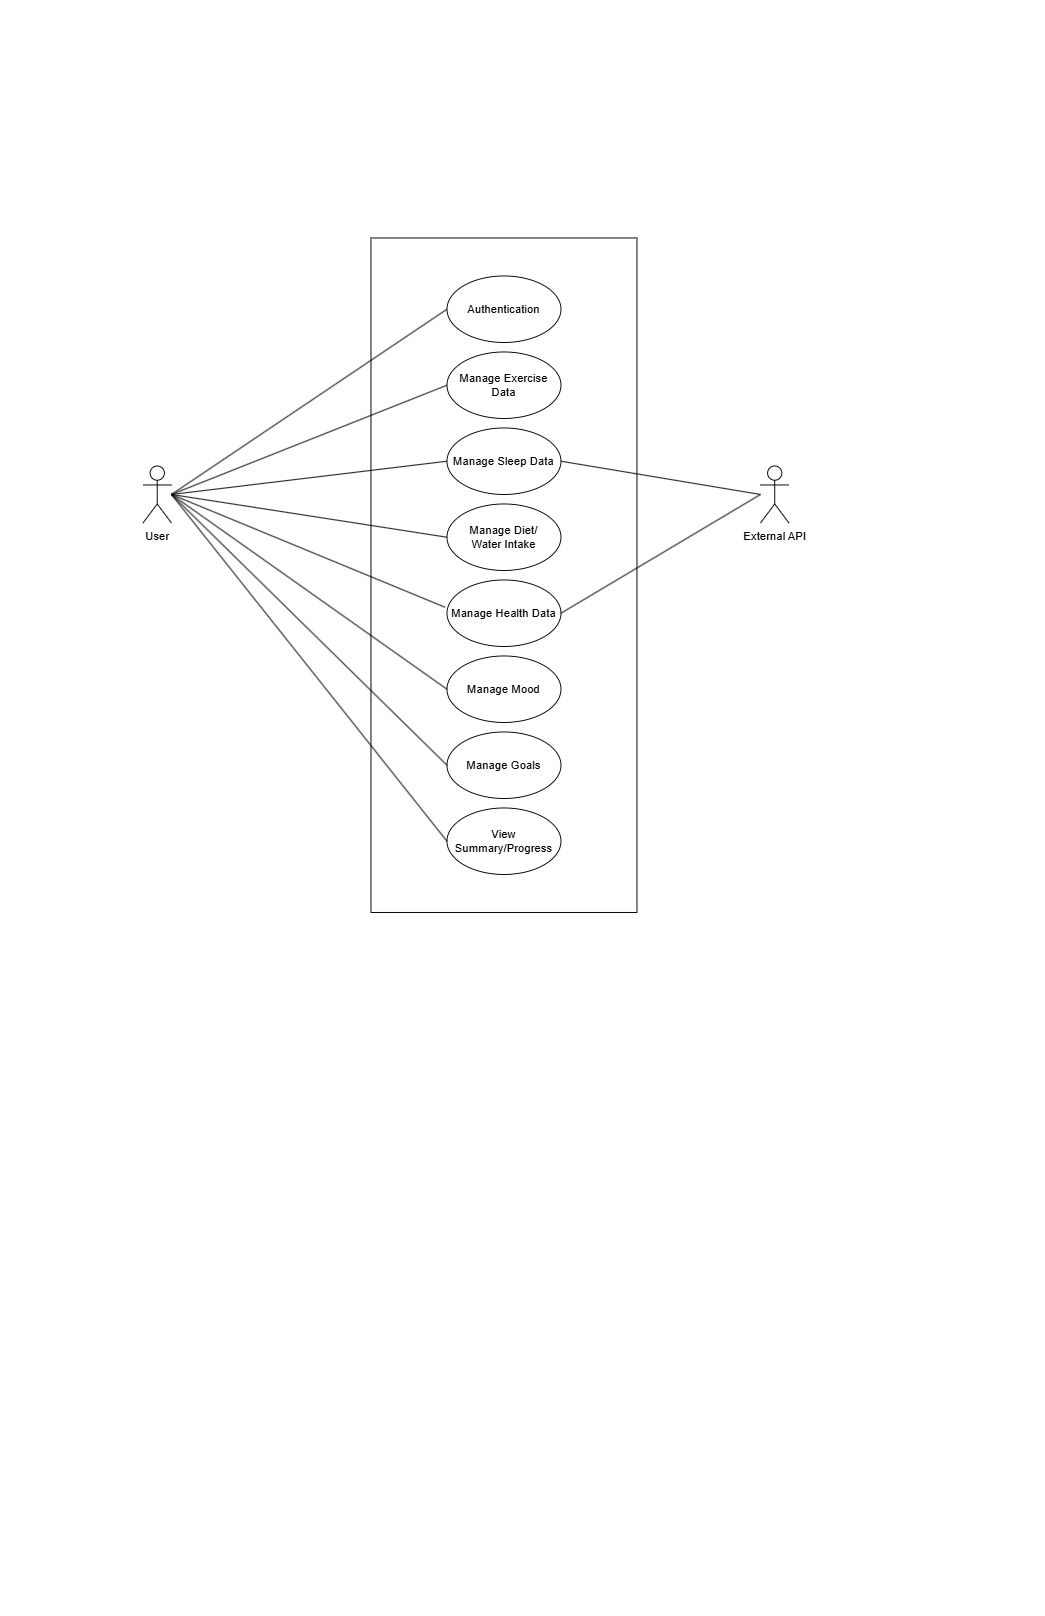 Authentication
Manage Exercise
Data
Manage Sleep Data
User
External API
Manage Diet/
Water Intake
Manage Health Data
Manage Mood
Manage Goals
View
Summary/Progress